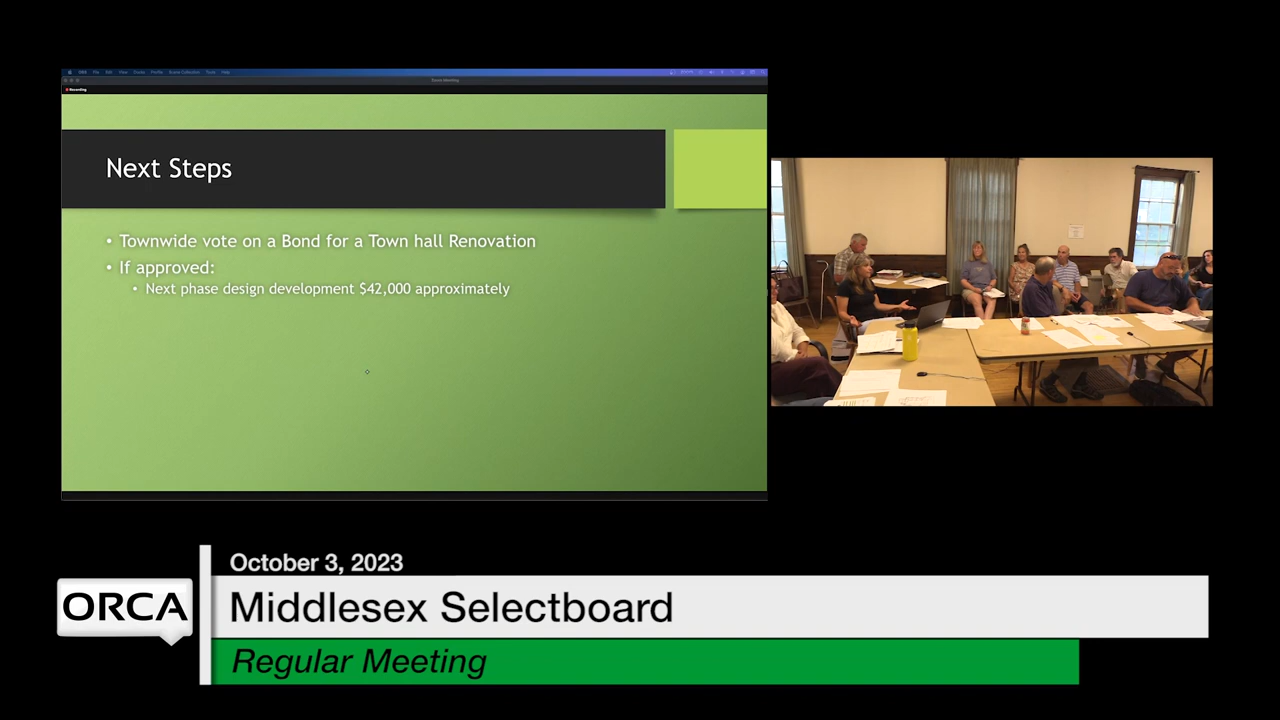 Recording
Next Steps
• Townwide vote on a Bond for a Town hall Renovation
• If approved:
• Next phase design development $42,000 approximately
October 3, 2023
ORCA
Middlesex Selectboard
Regular Meeting